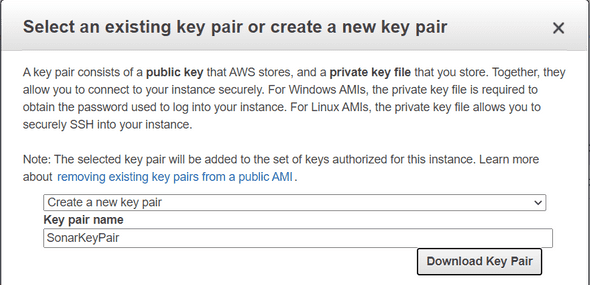 Select an existing key pair or create a new key pair
A key pair consists of a public key that AWS stores, and a private key file that you store. Together, they
allow you to connect to your instance securely. For Windows AMIs, the private key file is required to
obtain the password used to log into your instance. For Linux AMIs, the private key file allows you to
securely SSH into your instance.
Note: The selected key pair will be added to the set of keys authorized for this instance. Learn more
about removing existing key pairs from a public AMI .
Create a new key pair
Key pair name
SonarKeyPair
Download Key Pair